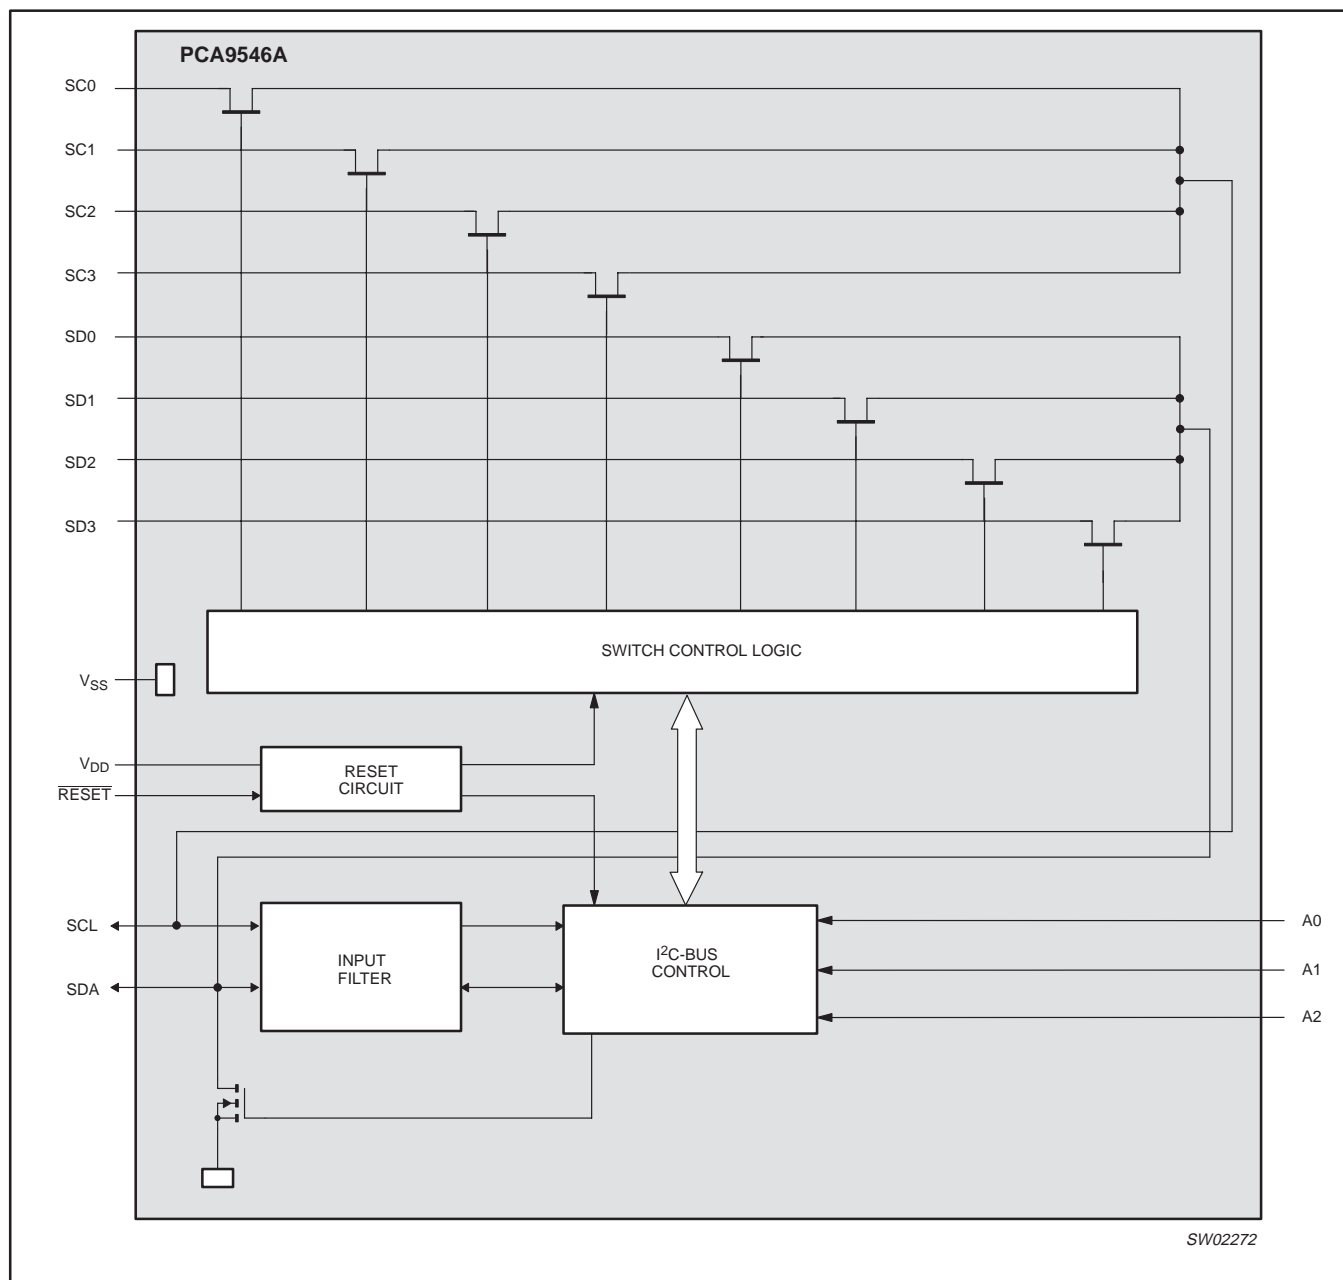 PCA9546A
SC0
SC1
SC2
SC3
SD0
SD1
SD2
SD3
SWITCH CONTROL LOGIC
VSS
VDD
RESET
CIRCUIT
RESET
SCL
INPUT
FILTER
I²C-BUS
CONTROL
A0
SDA
A1
A2
SW02272